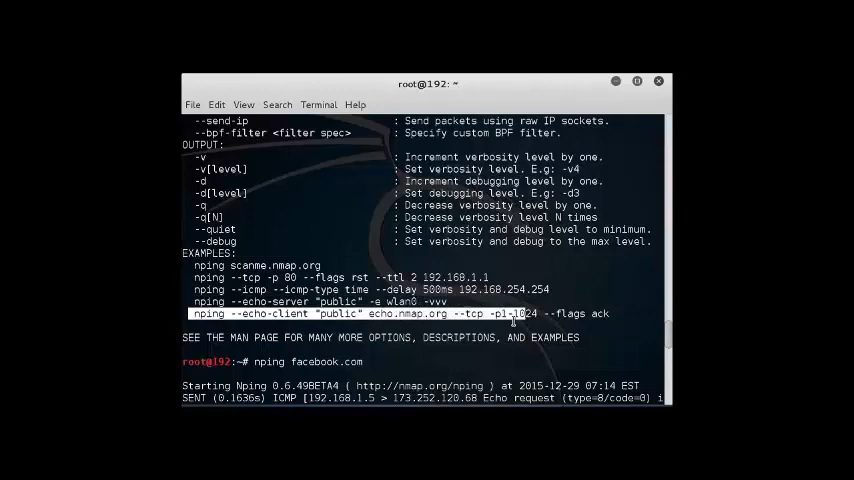 root@192: ~
File Edit View Search Terminal Help
--send-ip : Send packets using raw IP sockets.
--bpf-filter <filter spec> : Specify custom BPF filter.
OUTPUT:
-v : Increment verbosity level by one.
-v[level] : Set verbosity level. E.g: -v4
-d : Increment debugging level by one.
-d[level] : Set debugging level. E.g: -d3
-q : Decrease verbosity level by one.
-q[N] : Decrease verbosity level N times
--quiet : Set verbosity and debug level to minimum.
--debug : Set verbosity and debug to the max level.
EXAMPLES:
nping scanme.nmap.org
nping --tcp -p 80 --flags rst --ttl 2 192.168.1.1
nping --icmp --icmp-type time --delay 500ms 192.168.254.254
nping --echo-server "public" -e wlan0 -vvv
nping --echo-client "public" echo.nmap.org --tcp -p1-1024 --flags ack
SEE THE MAN PAGE FOR MANY MORE OPTIONS, DESCRIPTIONS, AND EXAMPLES
root@192:~# nping facebook.com
Starting Nping 0.6.49BETA4 ( http://nmap.org/nping ) at 2015-12-29 07:14 EST
SENT (0.1636s) ICMP [192.168.1.5 > 173.252.120.68 Echo request (type=8/code=0) i